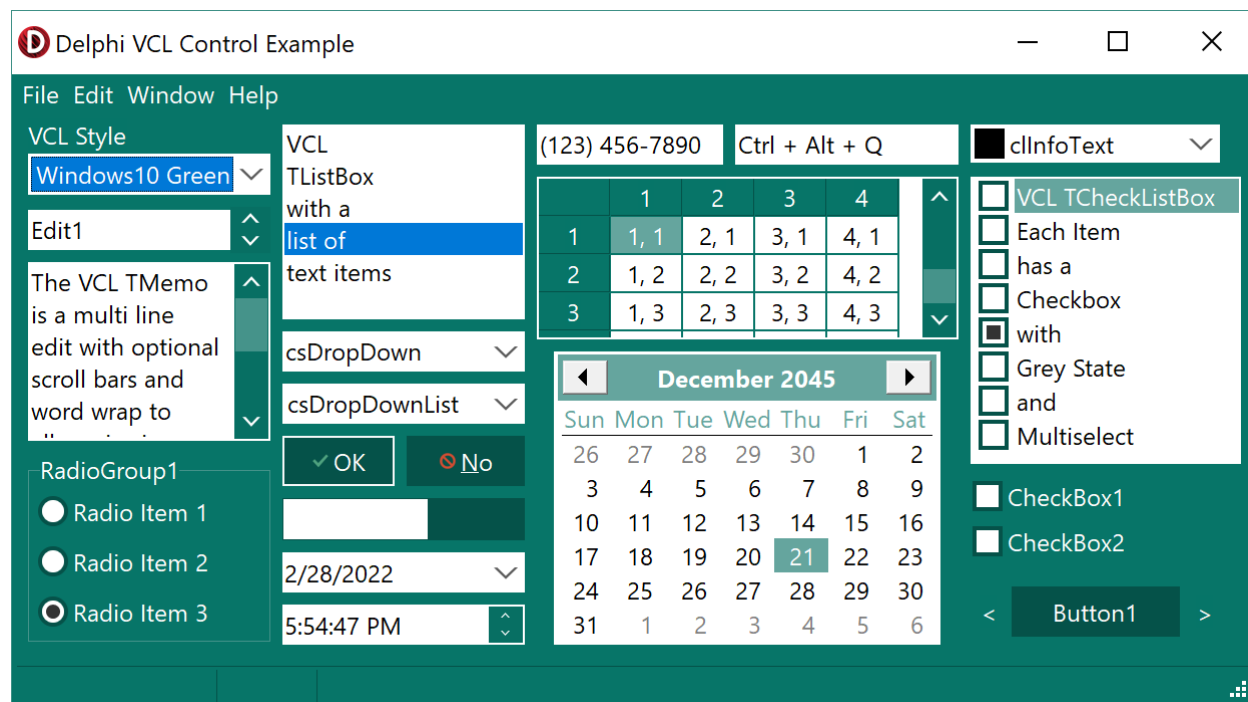 Delphi VCL Control Example
File Edit Window Help
VCL Style
Windows10 Green
Edit1
The VCL TMemo
is a multi line
edit with optional
scroll bars and
word wrap to
RadioGroup1
Radio Item 1
Radio Item 2
Radio Item 3
VCL
TListBox
with a
list of
text items
csDropDown
csDropDownList
OK
No
2/28/2022
5:54:47 PM
(123) 456-7890
Ctrl + Alt + Q
1 2 3 4
1 1, 1 2, 1 3, 1 4, 1
2 1, 2 2, 2 3, 2 4, 2
3 1, 3 2, 3 3, 3 4, 3
December 2045
Sun Mon Tue Wed Thu Fri Sat
26 27 28 29 30 1 2
3 4 5 6 7 8 9
10 11 12 13 14 15 16
17 18 19 20 21 22 23
24 25 26 27 28 29 30
31 1 2 3 4 5 6
clInfoText
VCL TCheckListBox
Each Item
has a
Checkbox
with
Grey State
and
Multiselect
CheckBox1
CheckBox2
< Button1 >